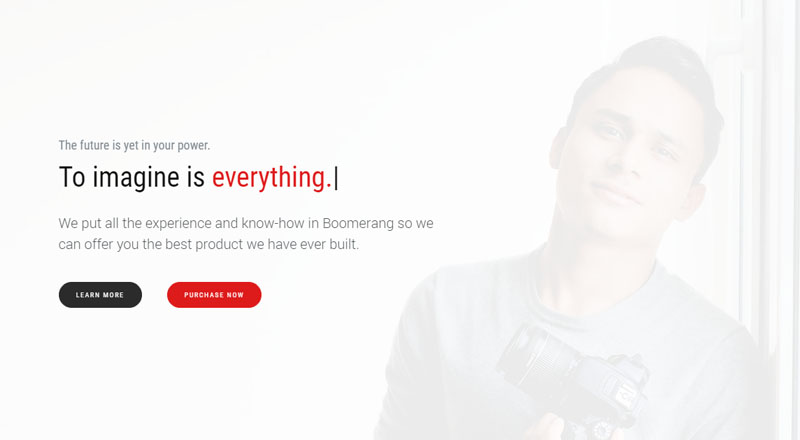 The future is yet in your power.
To imagine is everything.|
We put all the experience and know-how in Boomerang so we
can offer you the best product we have ever built.
LEARN MORE
PURCHASE NOW